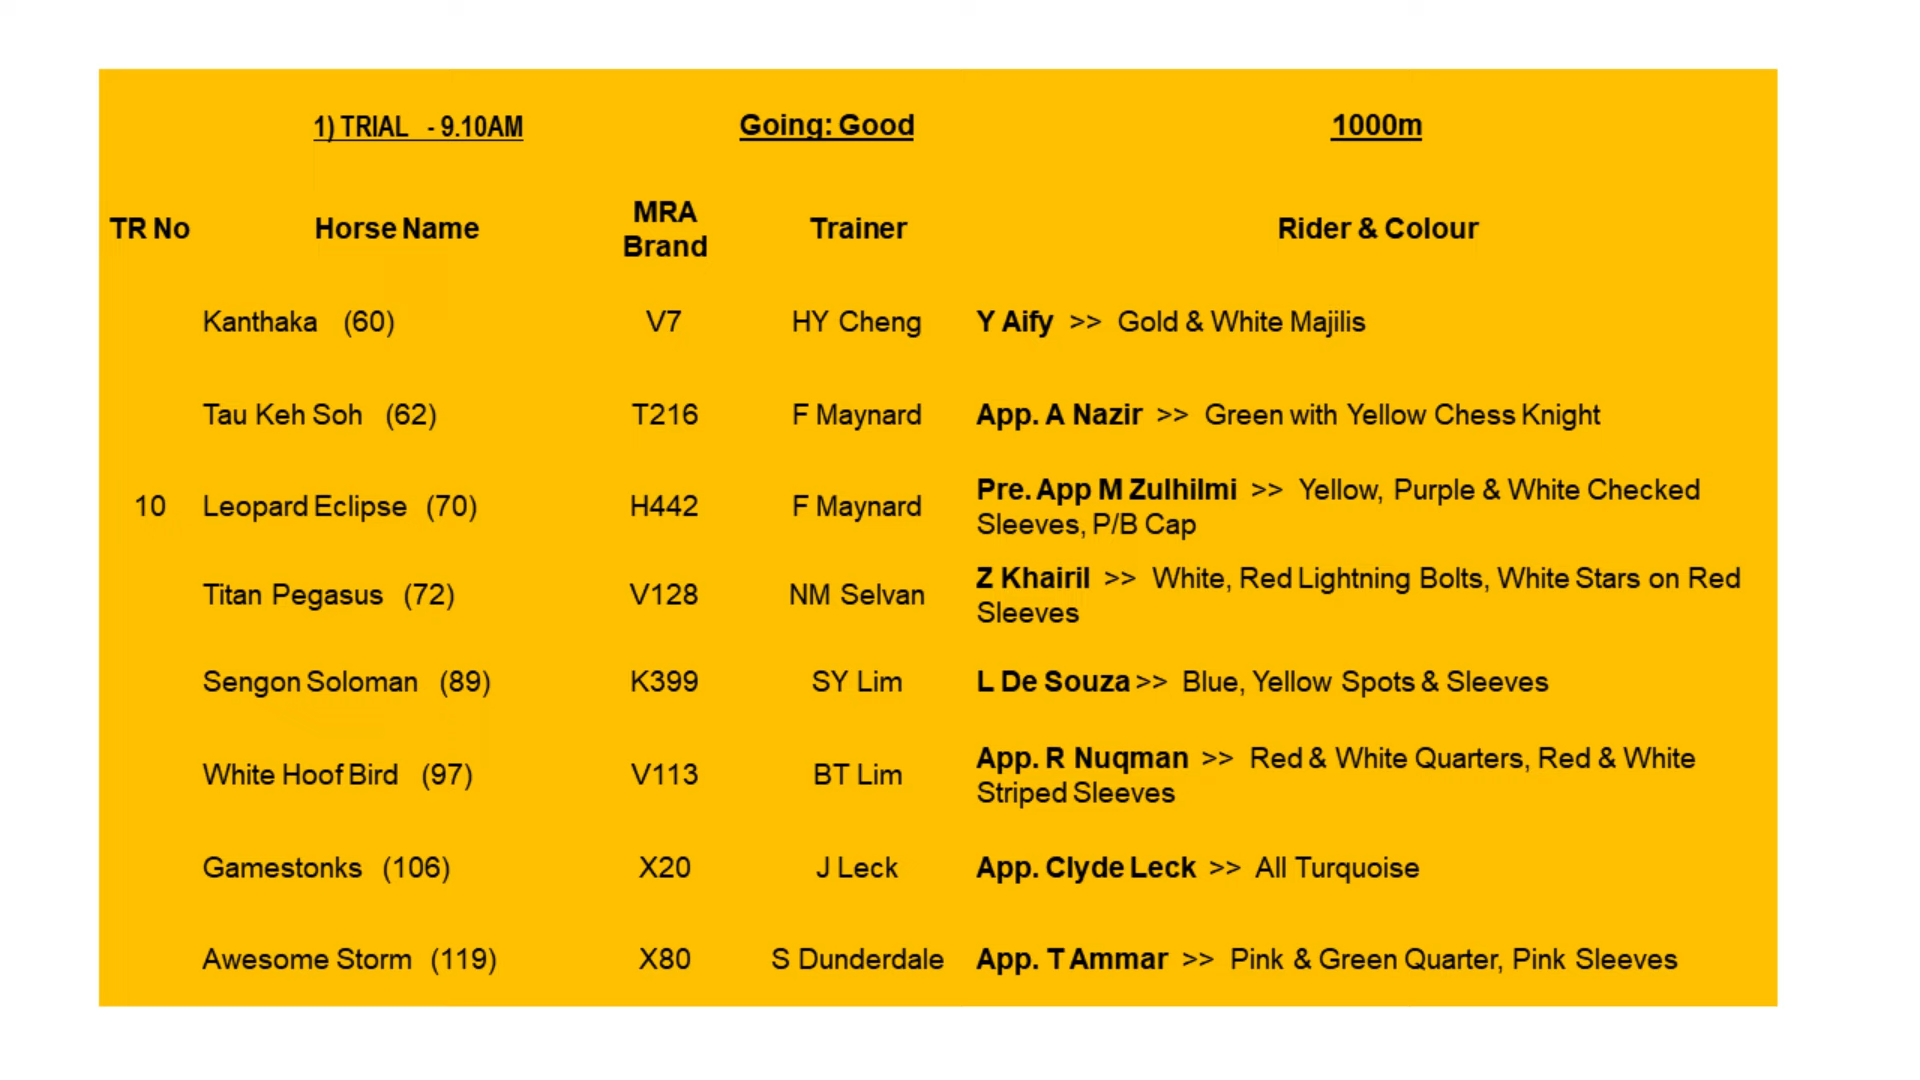 1) TRIAL - 9.10AM Going: Good 1000m
TR No Horse Name MRA Brand Trainer Rider & Colour
Kanthaka (60) V7 HY Cheng Y Aify >> Gold & White Majilis
Tau Keh Soh (62) T216 F Maynard App. A Nazir >> Green with Yellow Chess Knight
10 Leopard Eclipse (70) H442 F Maynard Pre. App M Zulhilmi >> Yellow, Purple & White Checked
Sleeves, P/B Cap
Titan Pegasus (72) V128 NM Selvan Z Khairil >> White, Red Lightning Bolts, White Stars on Red
Sleeves
Sengon Soloman (89) K399 SY Lim L De Souza >> Blue, Yellow Spots & Sleeves
White Hoof Bird (97) V113 BT Lim App. R Nuqman >> Red & White Quarters, Red & White
Striped Sleeves
Gamestonks (106) X20 J Leck App. Clyde Leck >> All Turquoise
Awesome Storm (119) X80 S Dunderdale App. T Ammar >> Pink & Green Quarter, Pink Sleeves